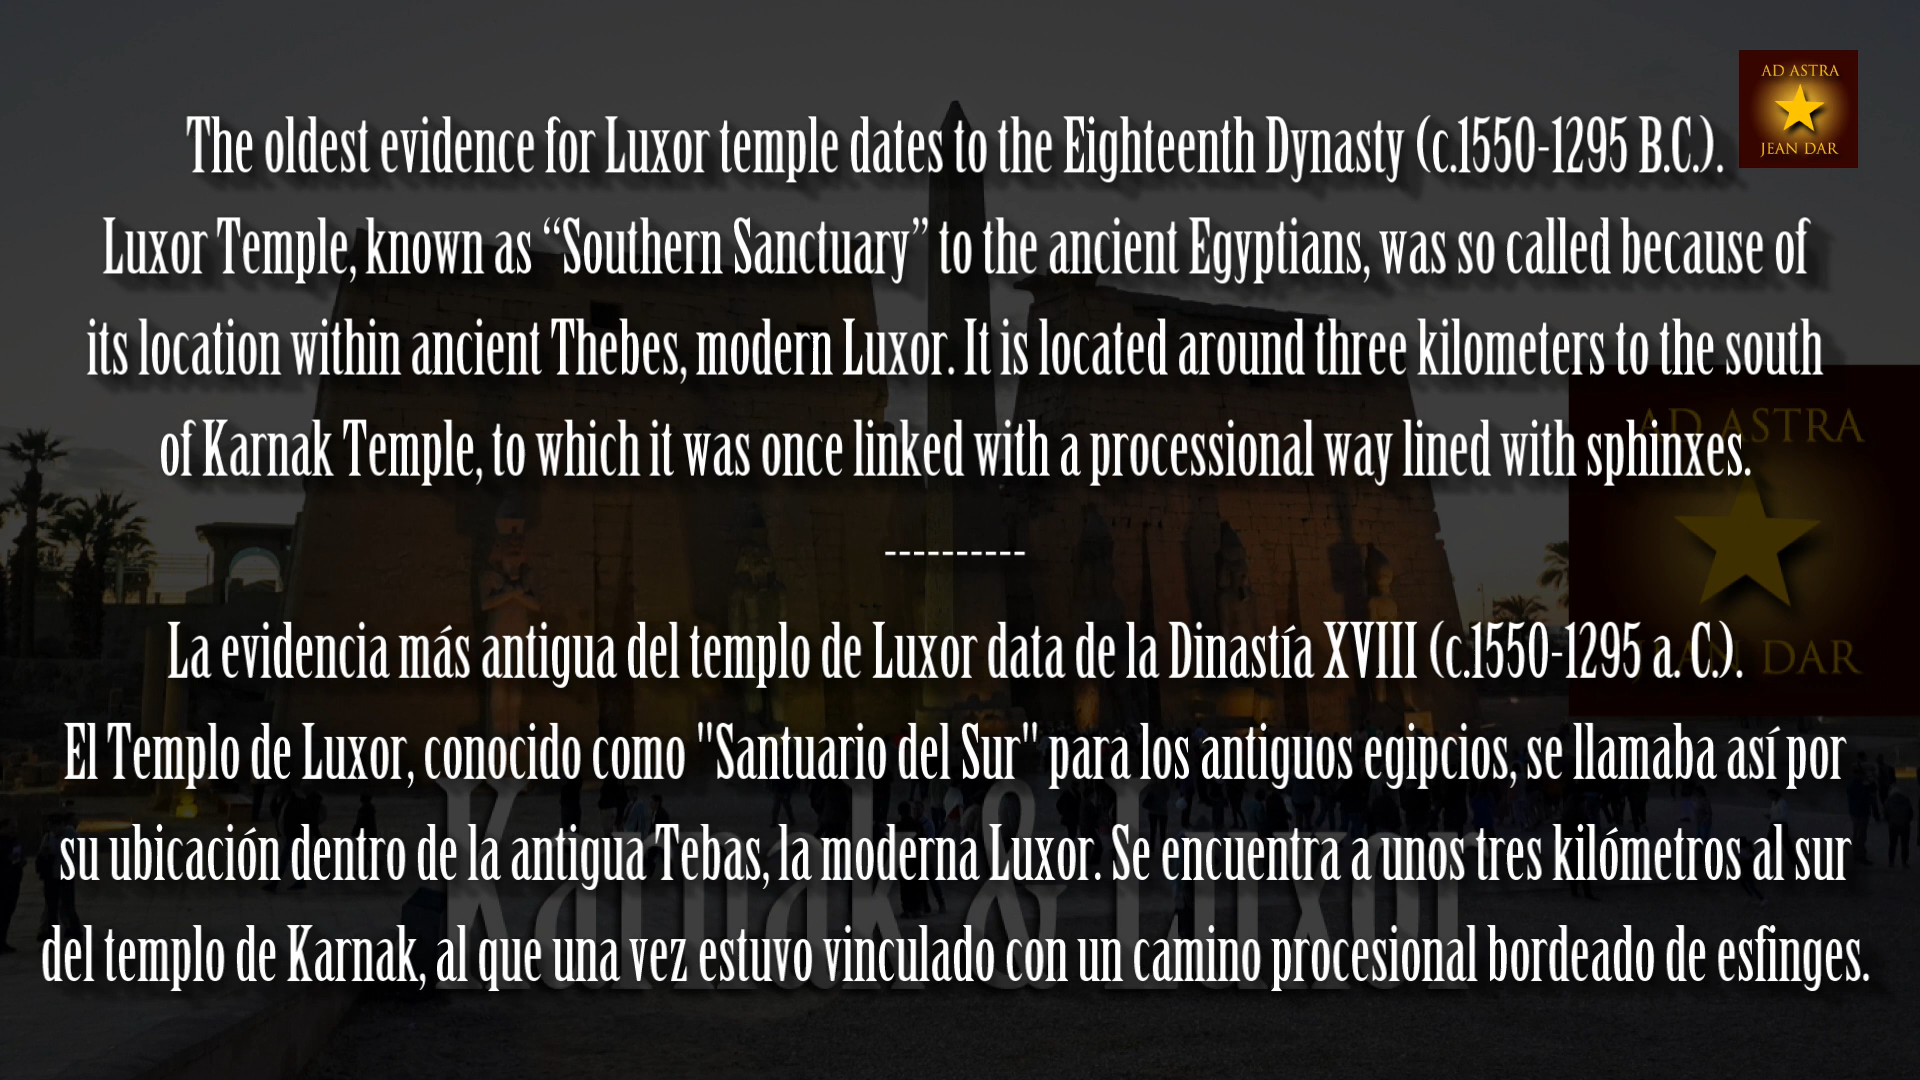 AD ASTRA
JEAN DAR
The oldest evidence for Luxor temple dates to the Eighteenth Dynasty (c.1550-1295 B.C.).
Luxor Temple, known as “Southern Sanctuary” to the ancient Egyptians, was so called because of
its location within ancient Thebes, modern Luxor. It is located around three kilometers to the south
of Karnak Temple, to which it was once linked with a processional way lined with sphinxes.
----------
La evidencia más antigua del templo de Luxor data de la Dinastía XVIII (c.1550-1295 a. C.).
El Templo de Luxor, conocido como "Santuario del Sur" para los antiguos egipcios, se llamaba así por
su ubicación dentro de la antigua Tebas, la moderna Luxor. Se encuentra a unos tres kilómetros al sur
del templo de Karnak, al que una vez estuvo vinculado con un camino procesional bordeado de esfinges.
AD ASTRA
JEAN DAR
Karnak & Luxor